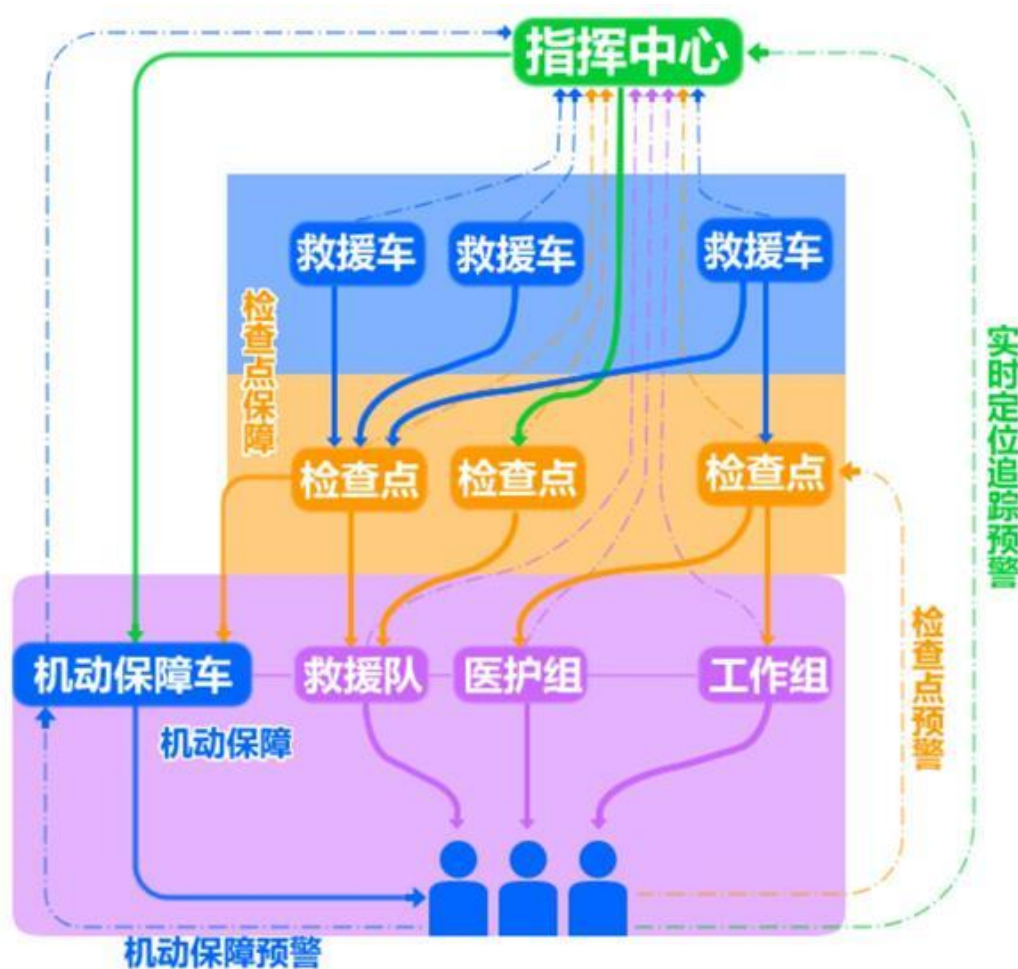 指挥中心
救援车
救援车
救援车
检查点保障
实时定位追踪预警
检查点
检查点
检查点
检查点预警
机动保障车
救援队
医护组
工作组
机动保障
机动保障预警